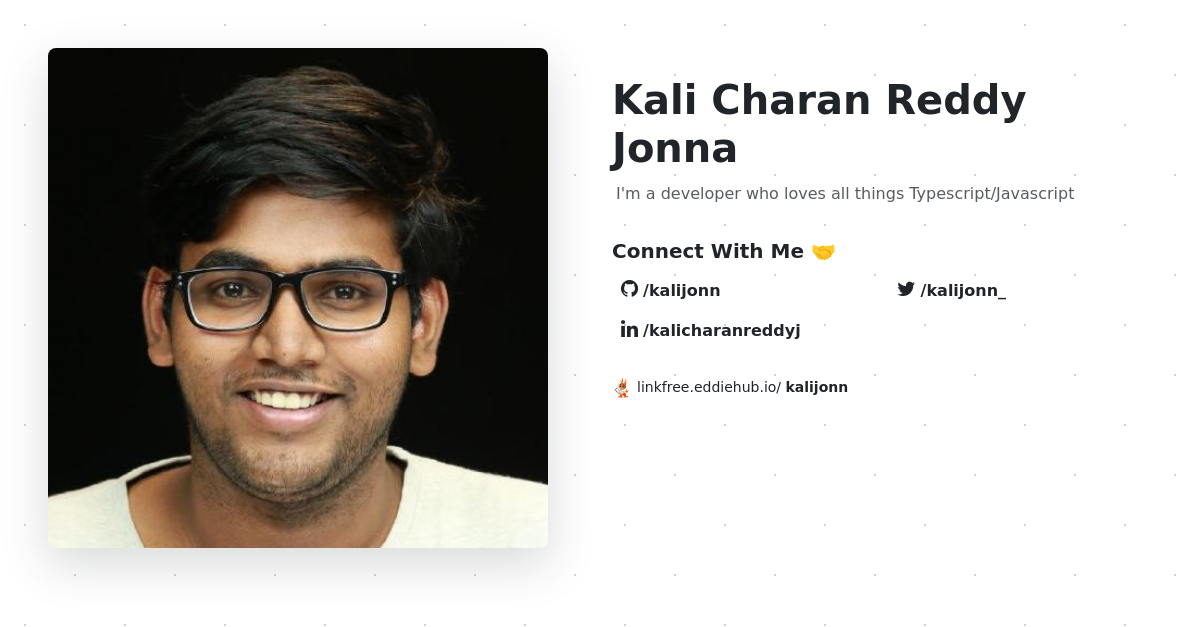 Kali Charan Reddy
Jonna
I'm a developer who loves all things Typescript/Javascript
Connect With Me 🤝
/kalijonn
/kalijonn_
/kalicharanreddyj
linkfree.eddiehub.io/ kalijonn